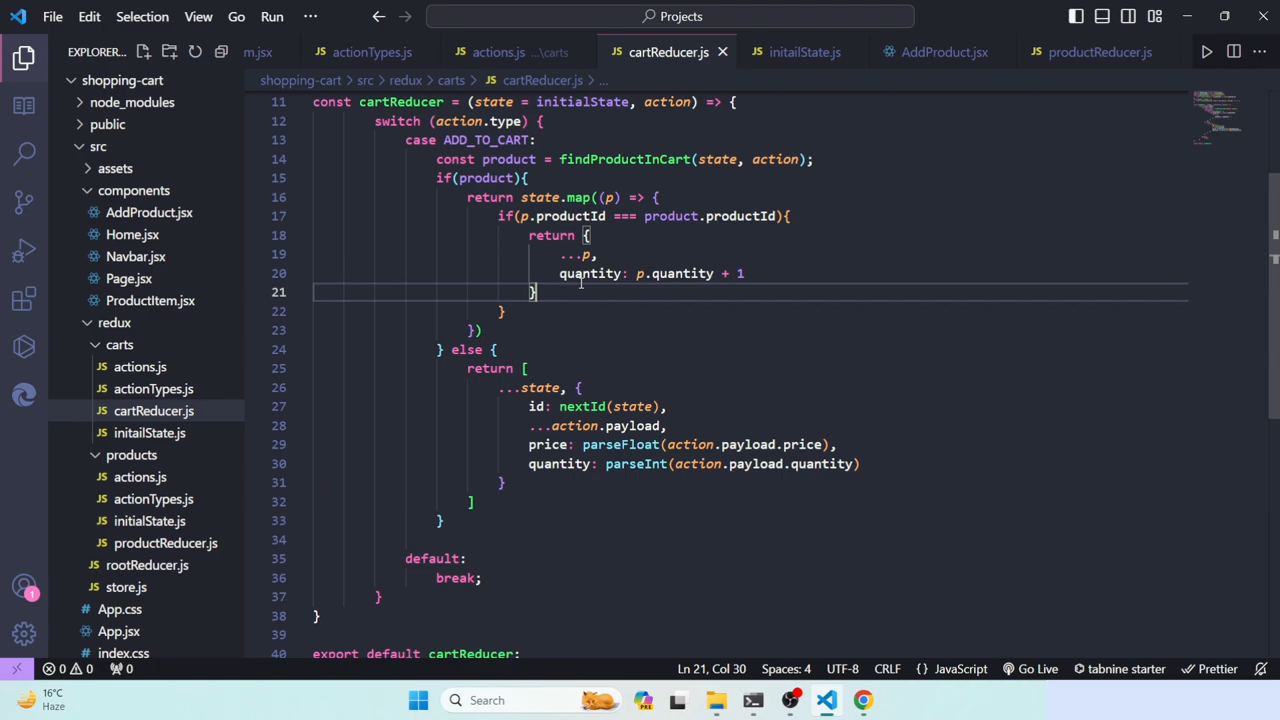 File Edit Selection View Go Run ··· Projects
EXPLORER... m.jsx actionTypes.js actions.js ...\carts cartReducer.js initailState.js AddProduct.jsx productReducer.js
shopping-cart
node_modules
public
src
assets
components
AddProduct.jsx
Home.jsx
Navbar.jsx
Page.jsx
ProductItem.jsx
redux
carts
actions.js
actionTypes.js
cartReducer.js
initailState.js
products
actions.js
actionTypes.js
initialState.js
productReducer.js
rootReducer.js
store.js
App.css
App.jsx
index.css
shopping-cart > src > redux > carts > cartReducer.js > ...
11 const cartReducer = (state = initialState, action) => {
12 switch (action.type) {
13 case ADD_TO_CART:
14 const product = findProductInCart(state, action);
15 if(product){
16 return state.map((p) => {
17 if(p.productId === product.productId){
18 return {
19 ...p,
20 quantity: p.quantity + 1
21 }
22 }
23 })
24 } else {
25 return [
26 ...state, {
27 id: nextId(state),
28 ...action.payload,
29 price: parseFloat(action.payload.price),
30 quantity: parseInt(action.payload.quantity)
31 }
32 ]
33 }
34
35 default:
36 break;
37 }
38 }
39
40 export default cartReducer;
0 0 0 Ln 21, Col 30 Spaces: 4 UTF-8 CRLF {} JavaScript Go Live tabnine starter Prettier
1
16°C
Haze
Search
PRE